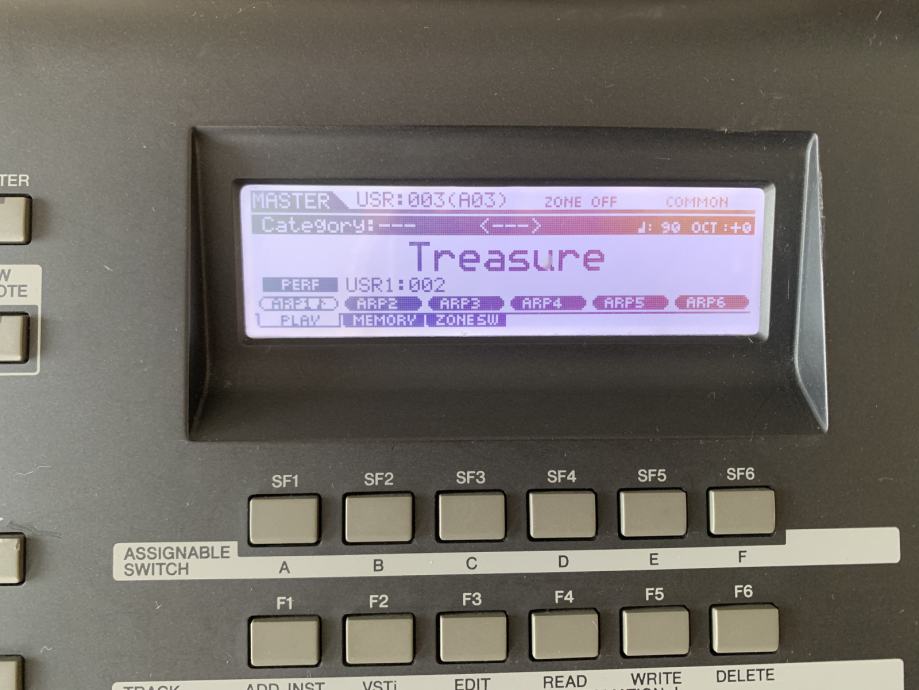 MASTER USR:003(A03) ZONE OFF COMMON
Category:--- <---> ♩: 90 OCT:+0
Treasure
PERF USR1:002
ARP1♪ ARP2 ARP3 ARP4 ARP5 ARP6
PLAY MEMORY ZONESW
TER
W
OTE
SF1 SF2 SF3 SF4 SF5 SF6
ASSIGNABLE
SWITCH
A B C D E F
F1 F2 F3 F4 F5 F6
TRACK ADD INST VSTi EDIT READ WRITE DELETE